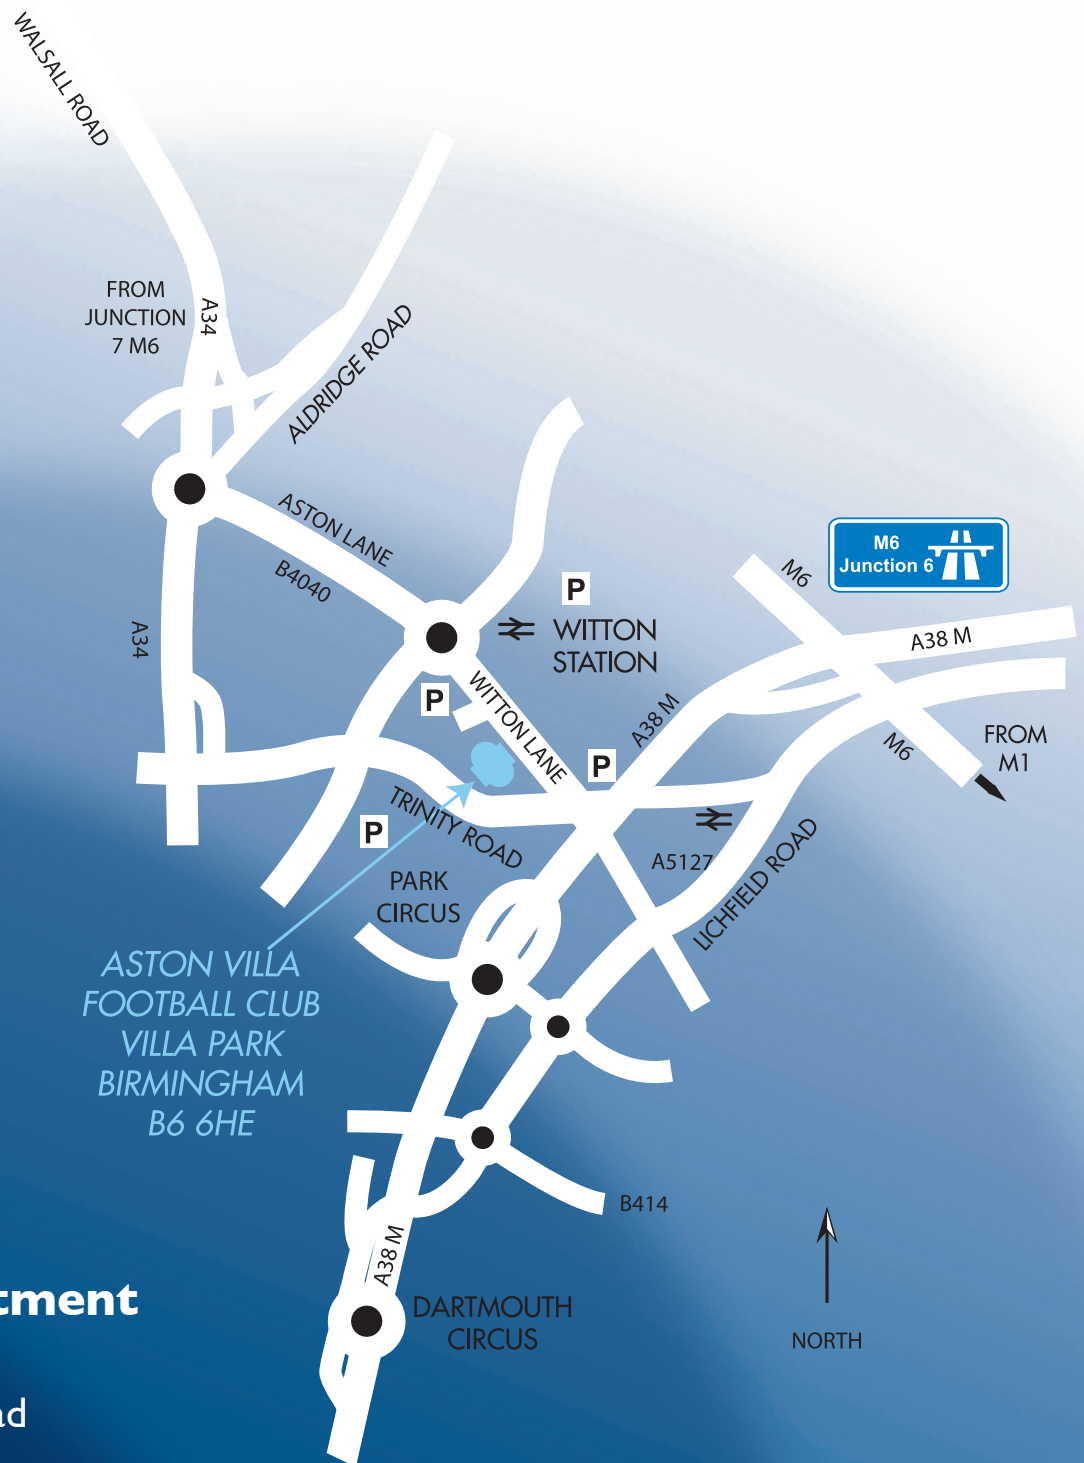 WALSALL ROAD
FROM
JUNCTION
7 M6
A34
ALDRIDGE ROAD
ASTON LANE
B4040
A34
M6
Junction 6
P
WITTON
STATION
M6
A38 M
P
WITTON LANE
A38 M
M6
FROM
M1
P
TRINITY ROAD
P
A5127
LICHFIELD ROAD
PARK
CIRCUS
ASTON VILLA
FOOTBALL CLUB
VILLA PARK
BIRMINGHAM
B6 6HE
B414
A38 M
DARTMOUTH
CIRCUS
NORTH
tment
ad